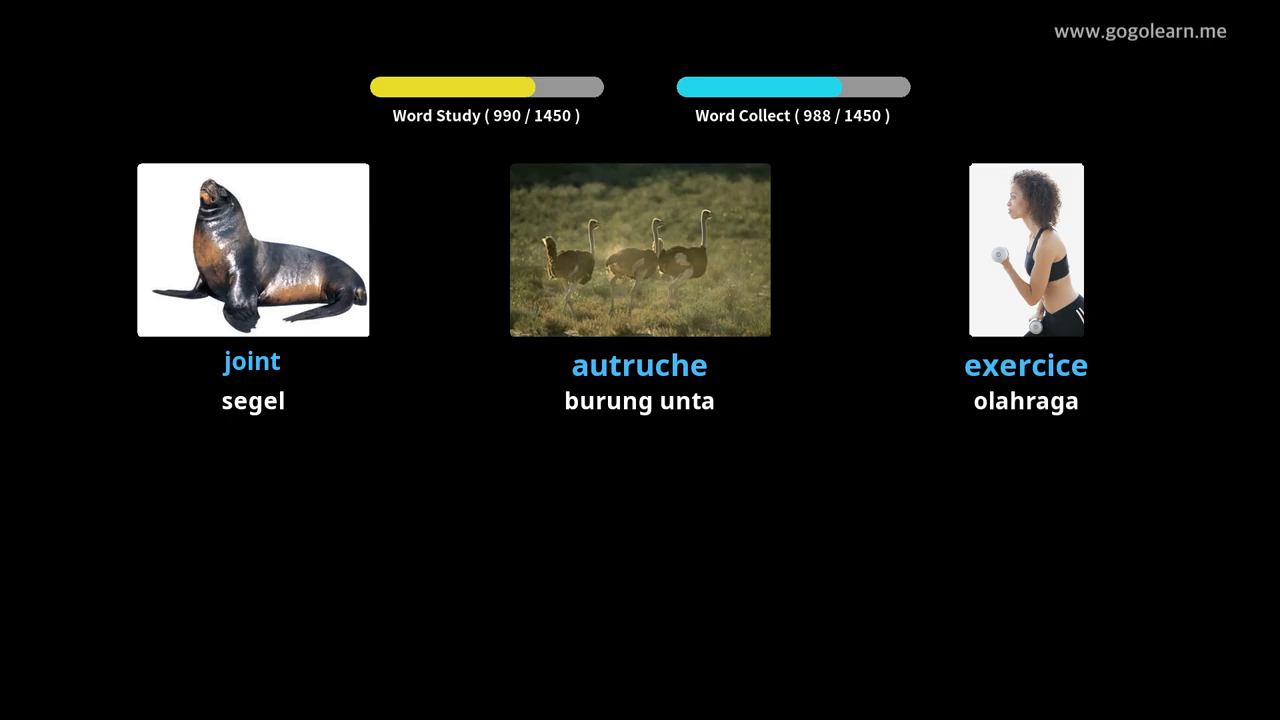 www.gogolearn.me
Word Study ( 990 / 1450 )
Word Collect ( 988 / 1450 )
joint
segel
autruche
burung unta
exercice
olahraga